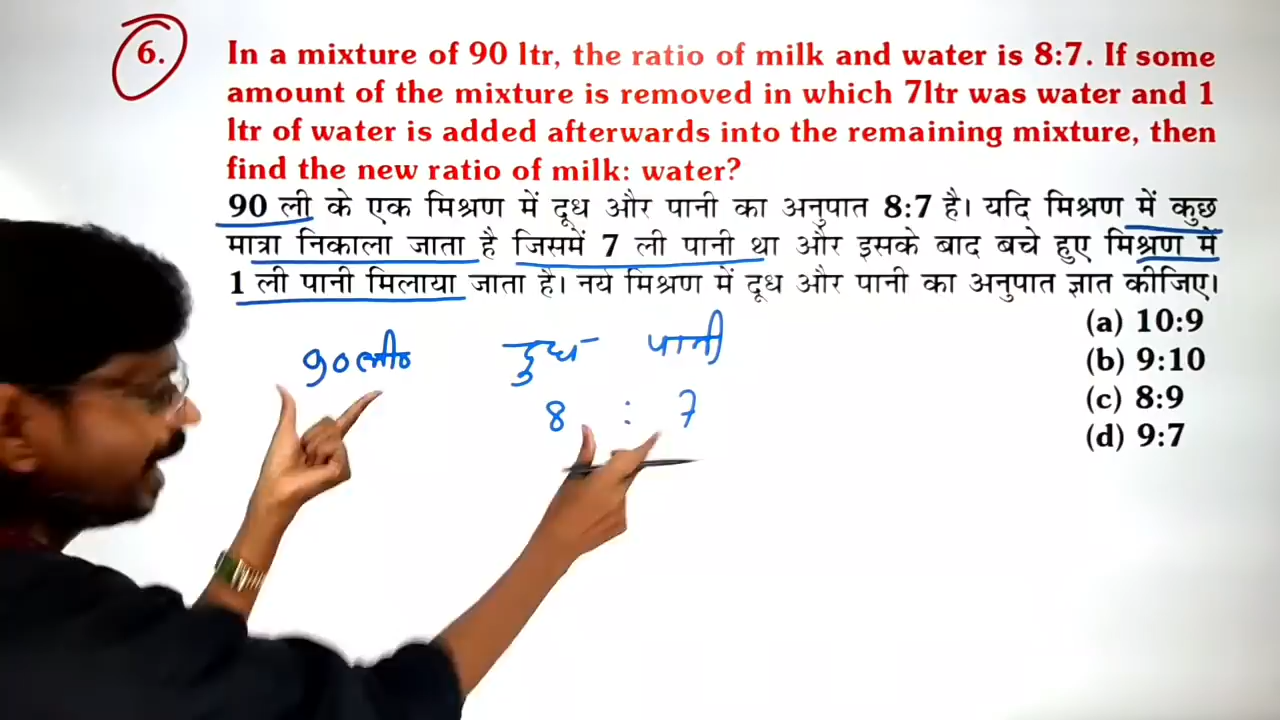 6.
In a mixture of 90 ltr, the ratio of milk and water is 8:7. If some
amount of the mixture is removed in which 7ltr was water and 1
ltr of water is added afterwards into the remaining mixture, then
find the new ratio of milk: water?
90 ली के एक मिश्रण में दूध और पानी का अनुपात 8:7 है। यदि मिश्रण में कुछ
मात्रा निकाला जाता है जिसमें 7 ली पानी था और इसके बाद बचे हुए मिश्रण में
1 ली पानी मिलाया जाता है। नये मिश्रण में दूध और पानी का अनुपात ज्ञात कीजिए।
(a) 10:9
(b) 9:10
(c) 8:9
(d) 9:7
90ली० दूध पानी
8 : 7